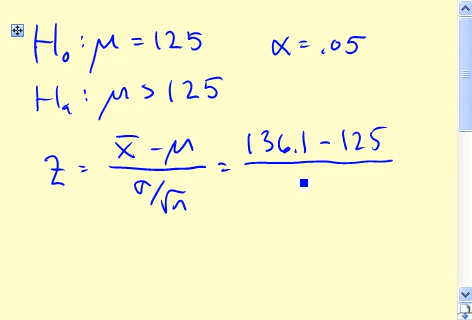 H₀ : μ = 125 α = .05
Hₐ : μ > 125
Z = x̄ - μ / σ/√n = 136.1 - 125